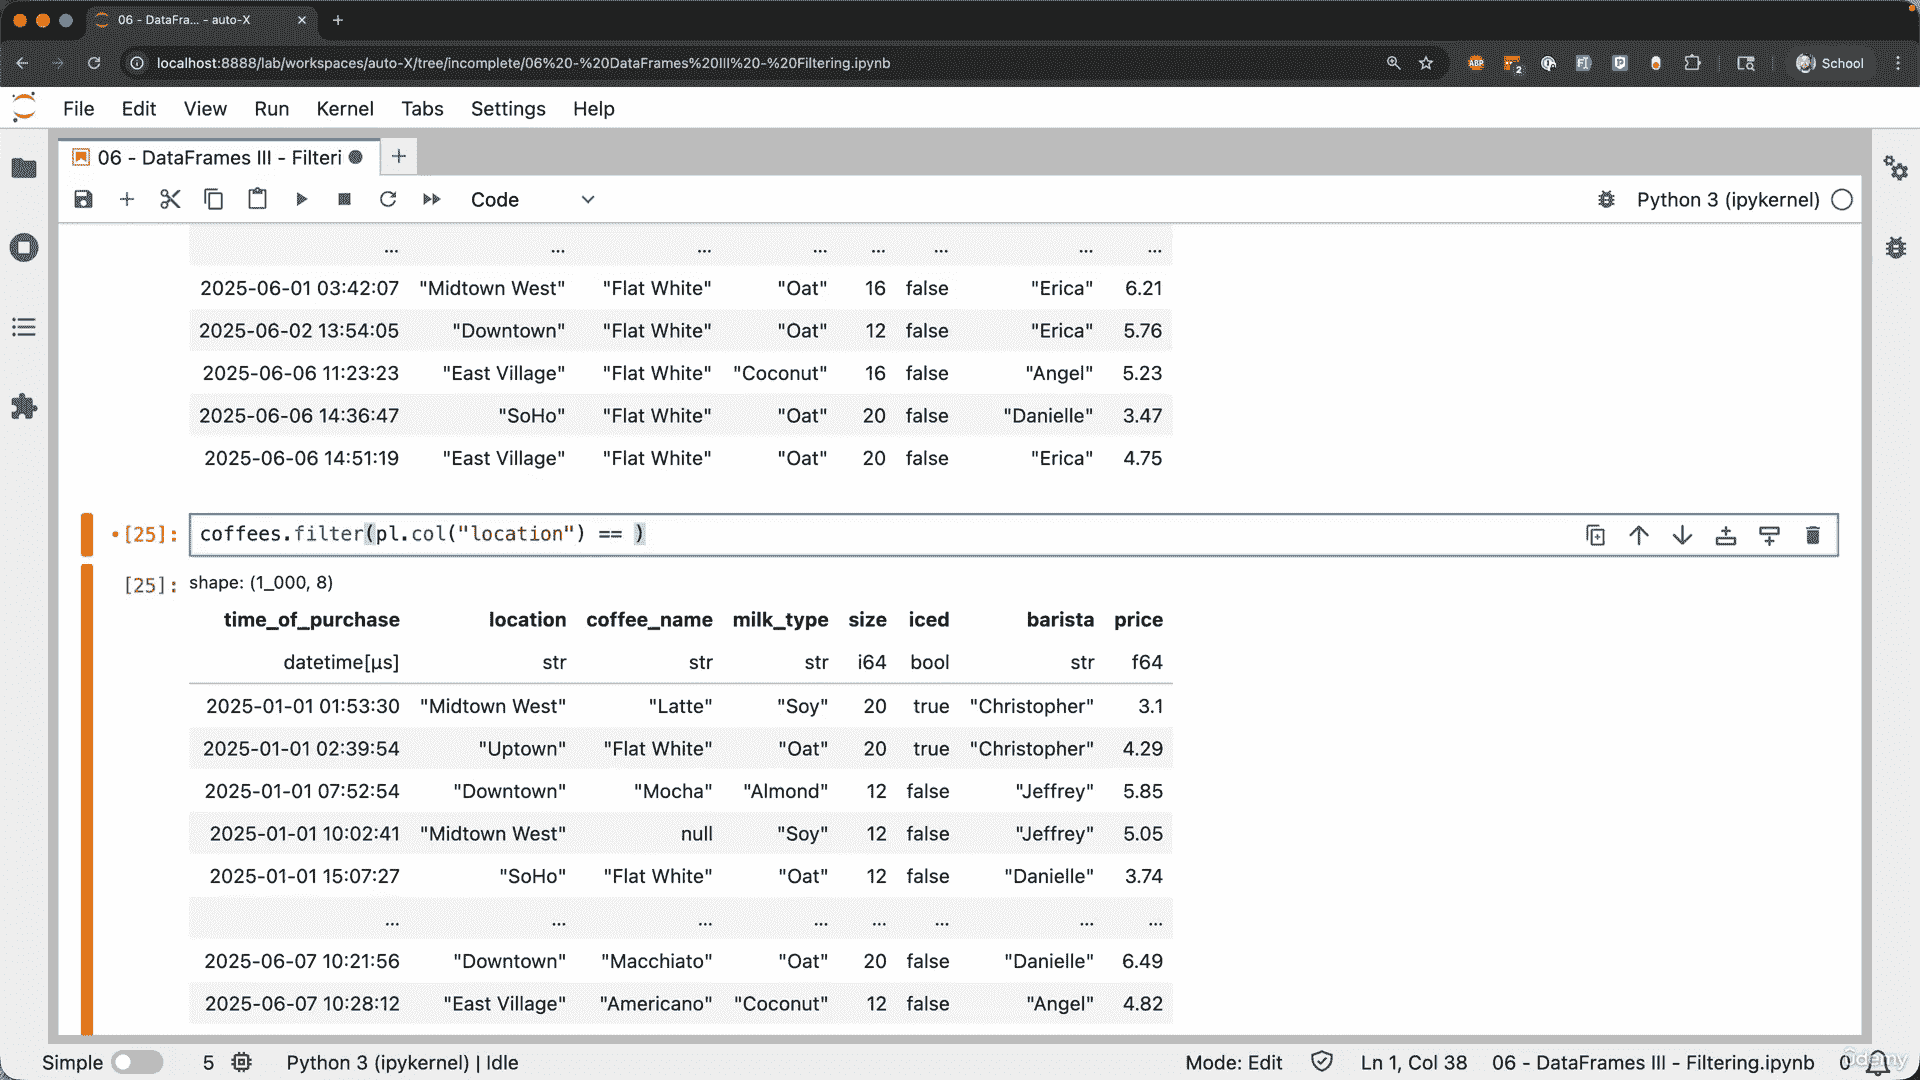 06 - DataFra... - auto-X
localhost:8888/lab/workspaces/auto-X/tree/incomplete/06%20-%20DataFrames%20III%20-%20Filtering.ipynb
ABP
2
School
File Edit View Run Kernel Tabs Settings Help
06 - DataFrames III - Filteri
Code
Python 3 (ipykernel)
... ... ... ... ... ... ... ...
2025-06-01 03:42:07 "Midtown West" "Flat White" "Oat" 16 false "Erica" 6.21
2025-06-02 13:54:05 "Downtown" "Flat White" "Oat" 12 false "Erica" 5.76
2025-06-06 11:23:23 "East Village" "Flat White" "Coconut" 16 false "Angel" 5.23
2025-06-06 14:36:47 "SoHo" "Flat White" "Oat" 20 false "Danielle" 3.47
2025-06-06 14:51:19 "East Village" "Flat White" "Oat" 20 false "Erica" 4.75
[25]: coffees.filter(pl.col("location") == )
[25]: shape: (1_000, 8)
time_of_purchase location coffee_name milk_type size iced barista price
datetime[μs] str str str i64 bool str f64
2025-01-01 01:53:30 "Midtown West" "Latte" "Soy" 20 true "Christopher" 3.1
2025-01-01 02:39:54 "Uptown" "Flat White" "Oat" 20 true "Christopher" 4.29
2025-01-01 07:52:54 "Downtown" "Mocha" "Almond" 12 false "Jeffrey" 5.85
2025-01-01 10:02:41 "Midtown West" null "Soy" 12 false "Jeffrey" 5.05
2025-01-01 15:07:27 "SoHo" "Flat White" "Oat" 12 false "Danielle" 3.74
... ... ... ... ... ... ... ...
2025-06-07 10:21:56 "Downtown" "Macchiato" "Oat" 20 false "Danielle" 6.49
2025-06-07 10:28:12 "East Village" "Americano" "Coconut" 12 false "Angel" 4.82
Simple 5 Python 3 (ipykernel) | Idle Mode: Edit Ln 1, Col 38 06 - DataFrames III - Filtering.ipynb 0
udemy